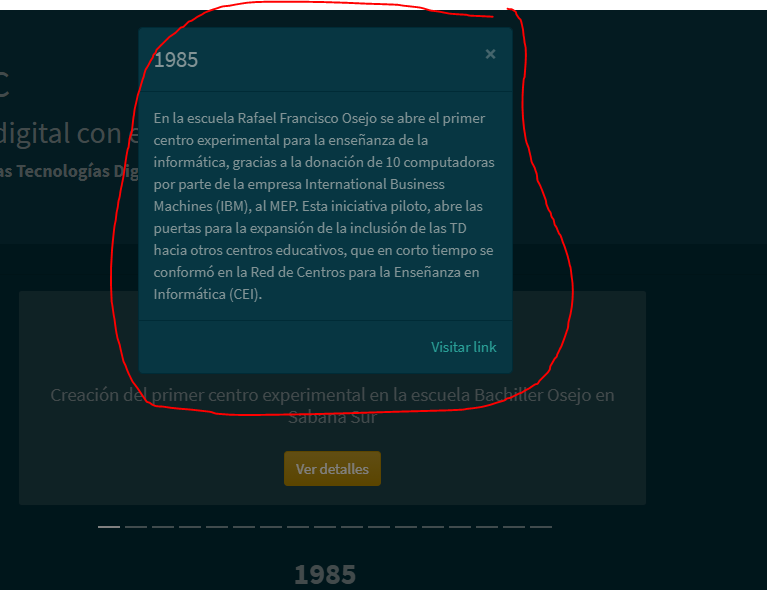 1985
×
En la escuela Rafael Francisco Osejo se abre el primer
centro experimental para la enseñanza de la
informática, gracias a la donación de 10 computadoras
por parte de la empresa International Business
Machines (IBM), al MEP. Esta iniciativa piloto, abre las
puertas para la expansión de la inclusión de las TD
hacia otros centros educativos, que en corto tiempo se
conformó en la Red de Centros para la Enseñanza en
Informática (CEI).
Visitar link
C
digital con e
as Tecnologías Dig
Creación del primer centro experimental en la escuela Bachiller Osejo en
Sabana Sur
Ver detalles
1985